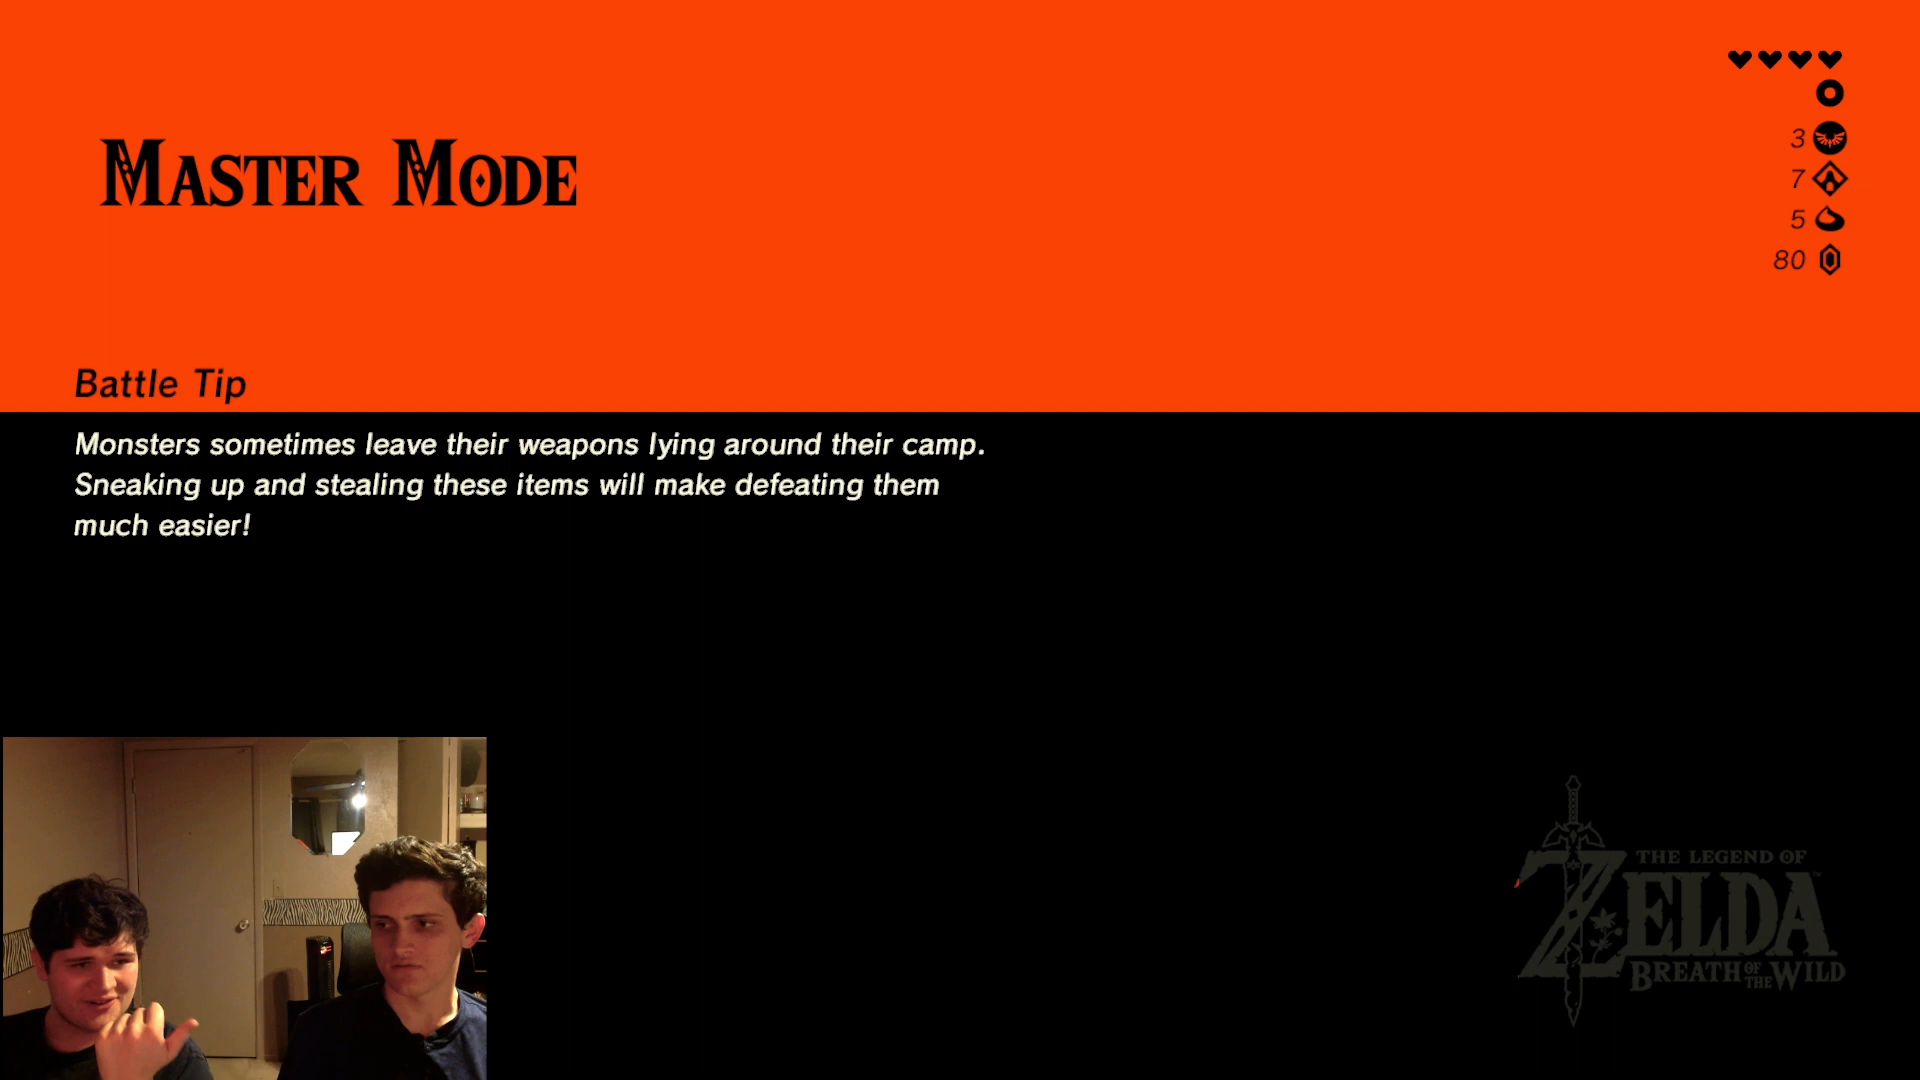 MASTER MODE
3
7
5
80
Battle Tip
Monsters sometimes leave their weapons lying around their camp.
Sneaking up and stealing these items will make defeating them
much easier!
THE LEGEND OF
ZELDA™
BREATH OF THE WILD